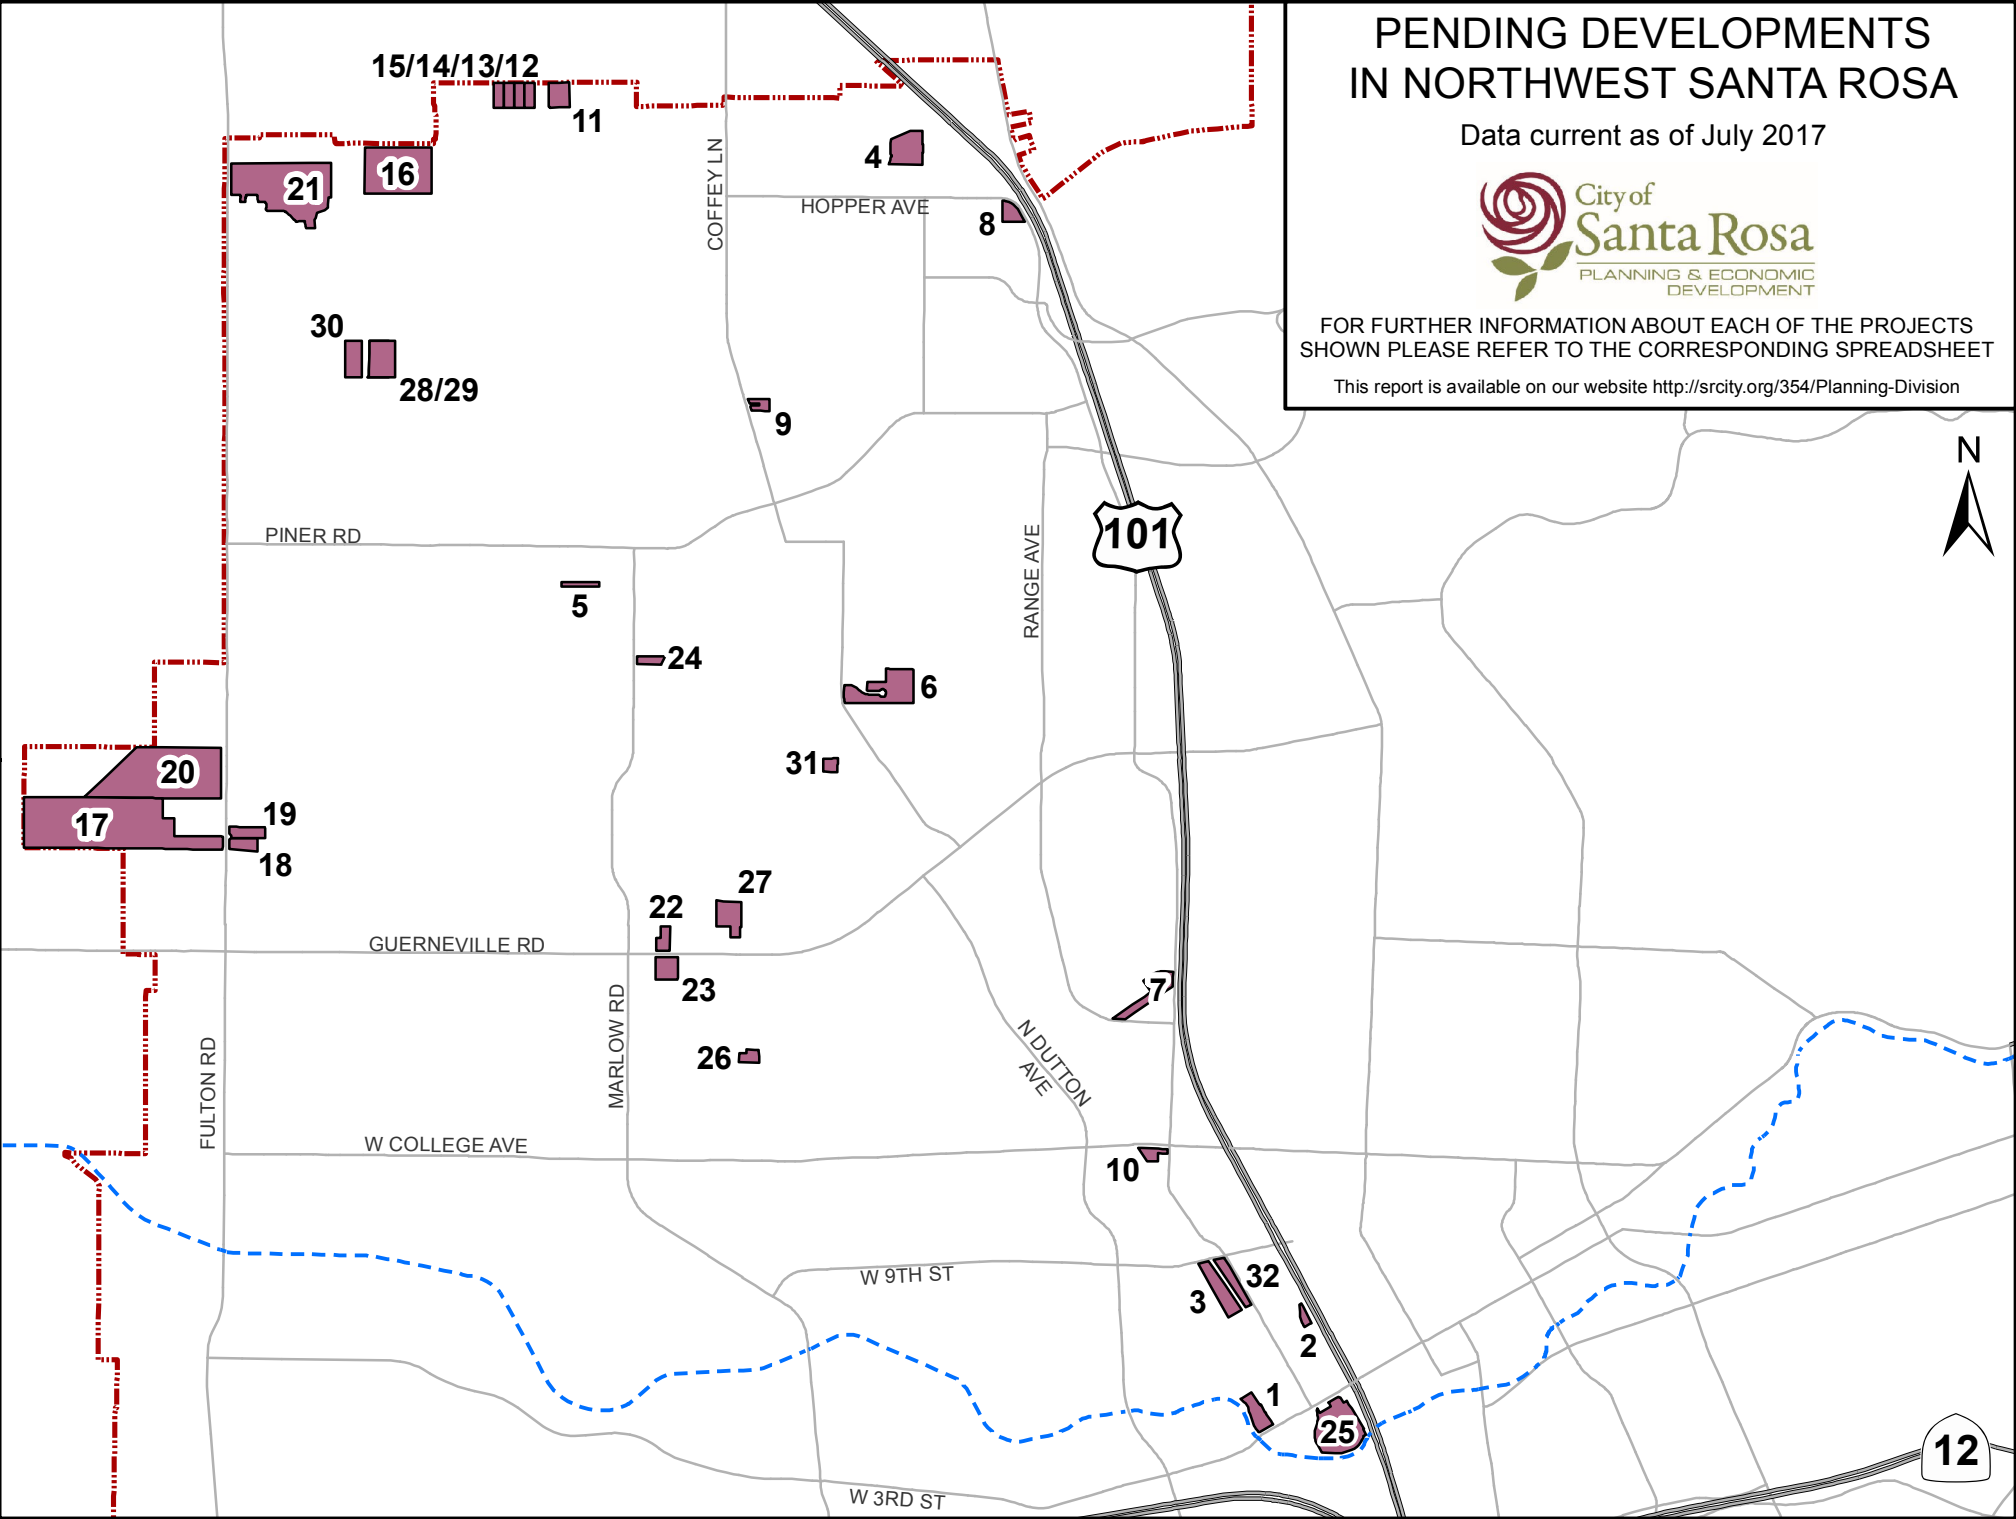 PENDING DEVELOPMENTS
IN NORTHWEST SANTA ROSA
Data current as of July 2017
City of
Santa Rosa
PLANNING & ECONOMIC
DEVELOPMENT
FOR FURTHER INFORMATION ABOUT EACH OF THE PROJECTS
SHOWN PLEASE REFER TO THE CORRESPONDING SPREADSHEET
This report is available on our website http://srcity.org/354/Planning-Division
N
15/14/13/12
11
16
21
4
COFFEY LN
HOPPER AVE
8
30
28/29
9
PINER RD
101
RANGE AVE
5
24
6
31
20
17
19
18
27
22
GUERNEVILLE RD
23
7
MARLOW RD
FULTON RD
26
N DUTTON
AVE
W COLLEGE AVE
10
W 9TH ST
32
3
2
1
25
12
W 3RD ST